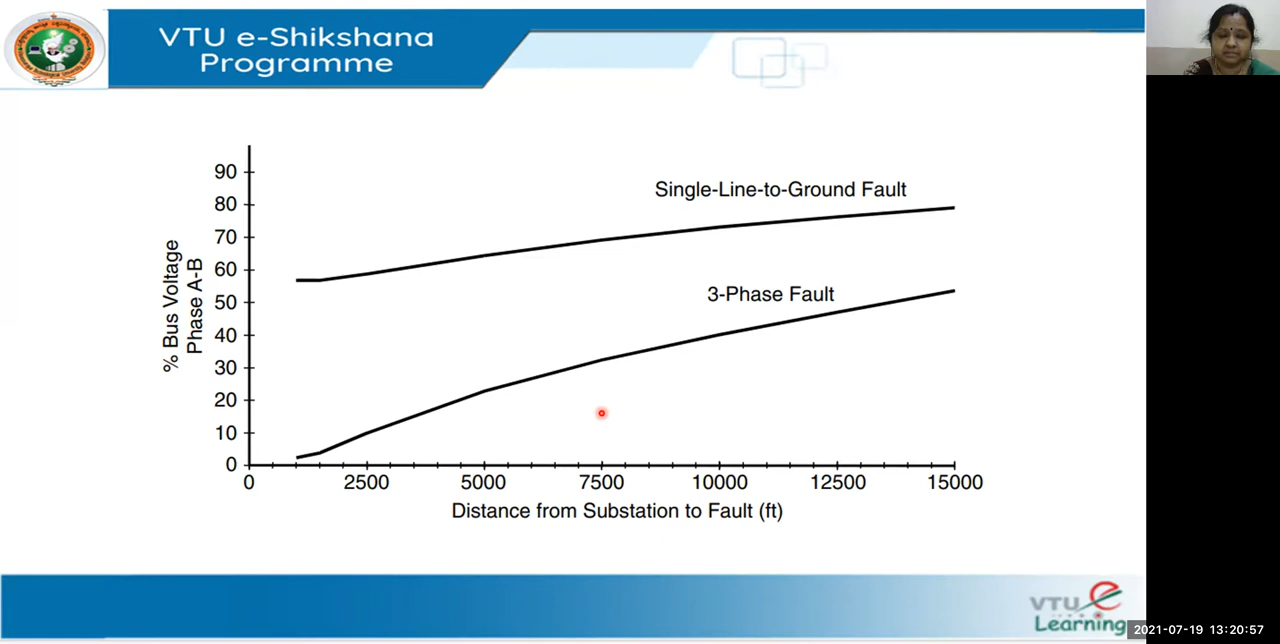 VTU e-Shikshana
Programme
90
80
70
60
50
40
30
20
10
0
% Bus Voltage
Phase A-B
Single-Line-to-Ground Fault
3-Phase Fault
0 2500 5000 7500 10000 12500 15000
Distance from Substation to Fault (ft)
VTU e
Learning
2021-07-19 13:20:57